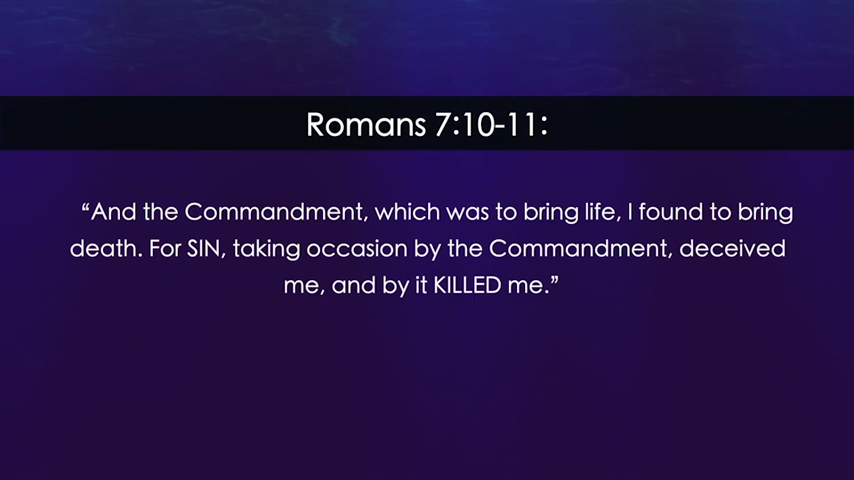 Romans 7:10-11:
“And the Commandment, which was to bring life, I found to bring
death. For SIN, taking occasion by the Commandment, deceived
me, and by it KILLED me.”